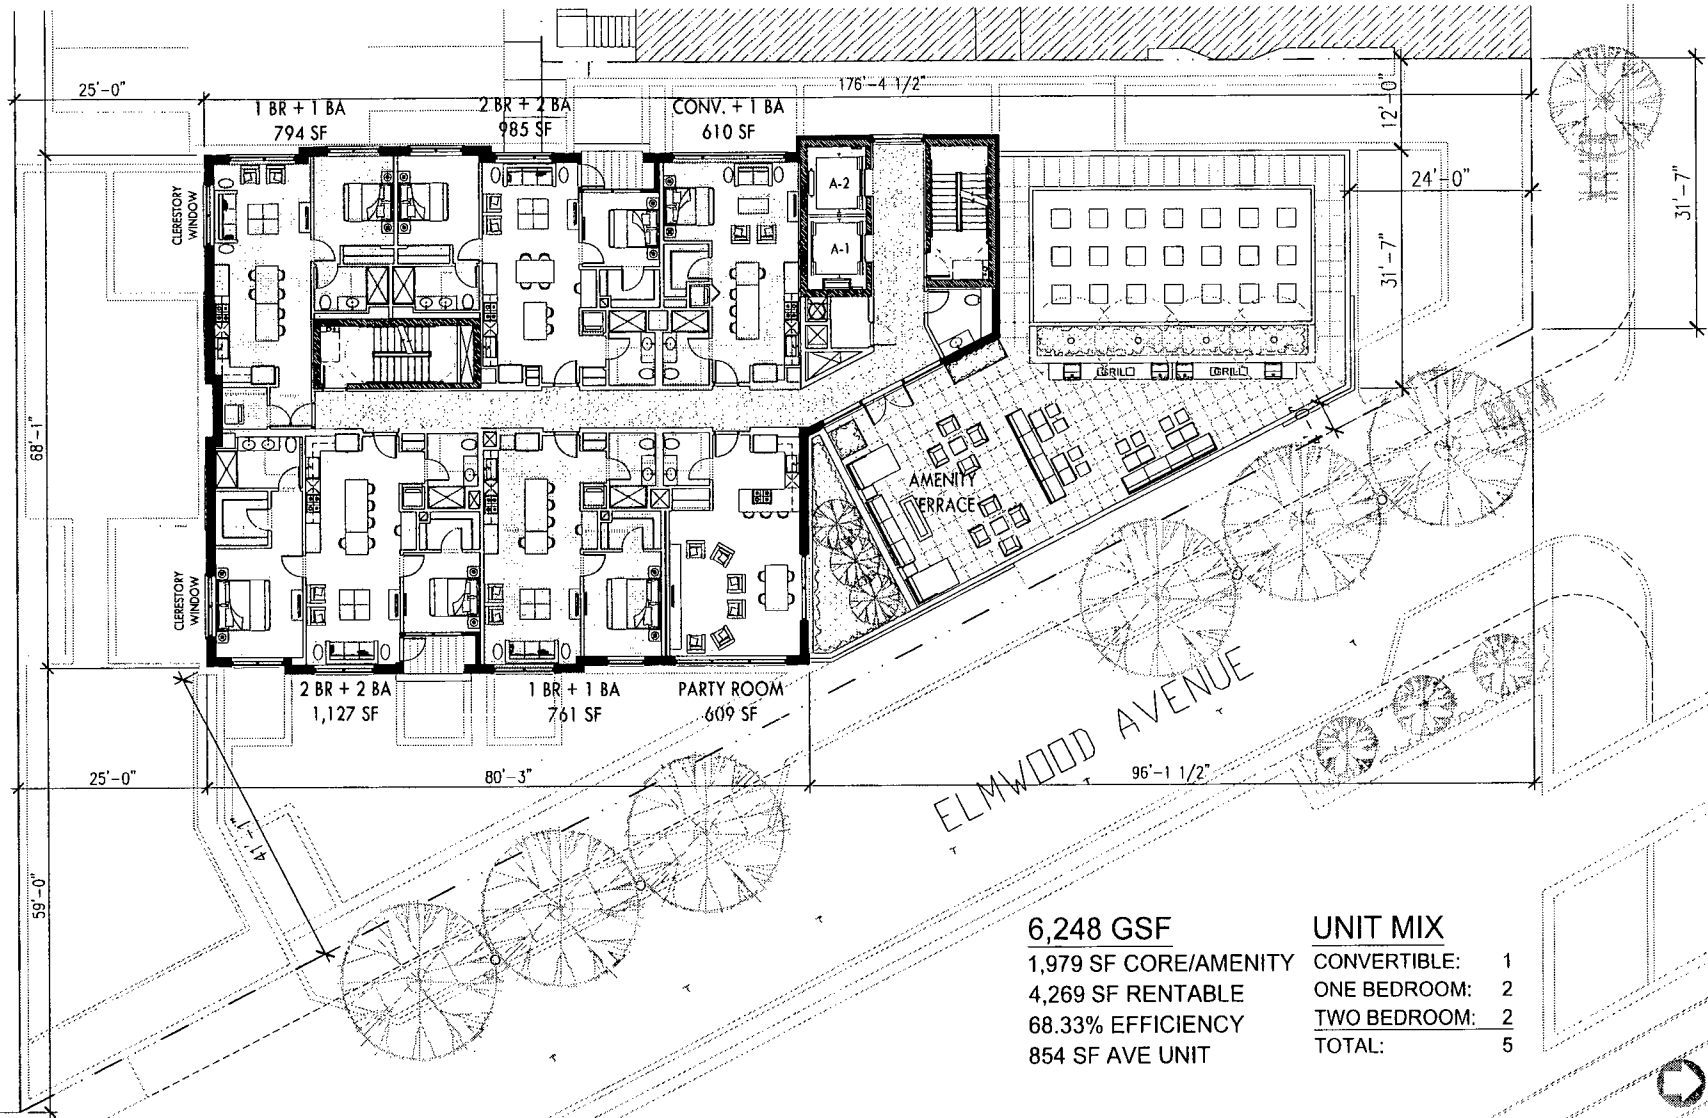 25'-0"
176'-4 1/2"
1 BR + 1 BA
794 SF
2 BR + 2 BA
985 SF
CONV. + 1 BA
610 SF
12'-0"
24'-0"
31'-7"
31'-7"
CLERESTORY
WINDOW
A-2
A-1
GRILL
GRILL
68'-1"
AMENITY
TERRACE
CLERESTORY
WINDOW
2 BR + 2 BA
1,127 SF
1 BR + 1 BA
761 SF
PARTY ROOM
609 SF
25'-0"
80'-3"
96'-1 1/2"
ELMWOOD AVENUE
59'-0"
6,248 GSF
1,979 SF CORE/AMENITY
4,269 SF RENTABLE
68.33% EFFICIENCY
854 SF AVE UNIT
UNIT MIX
CONVERTIBLE: 1
ONE BEDROOM: 2
TWO BEDROOM: 2
TOTAL: 5